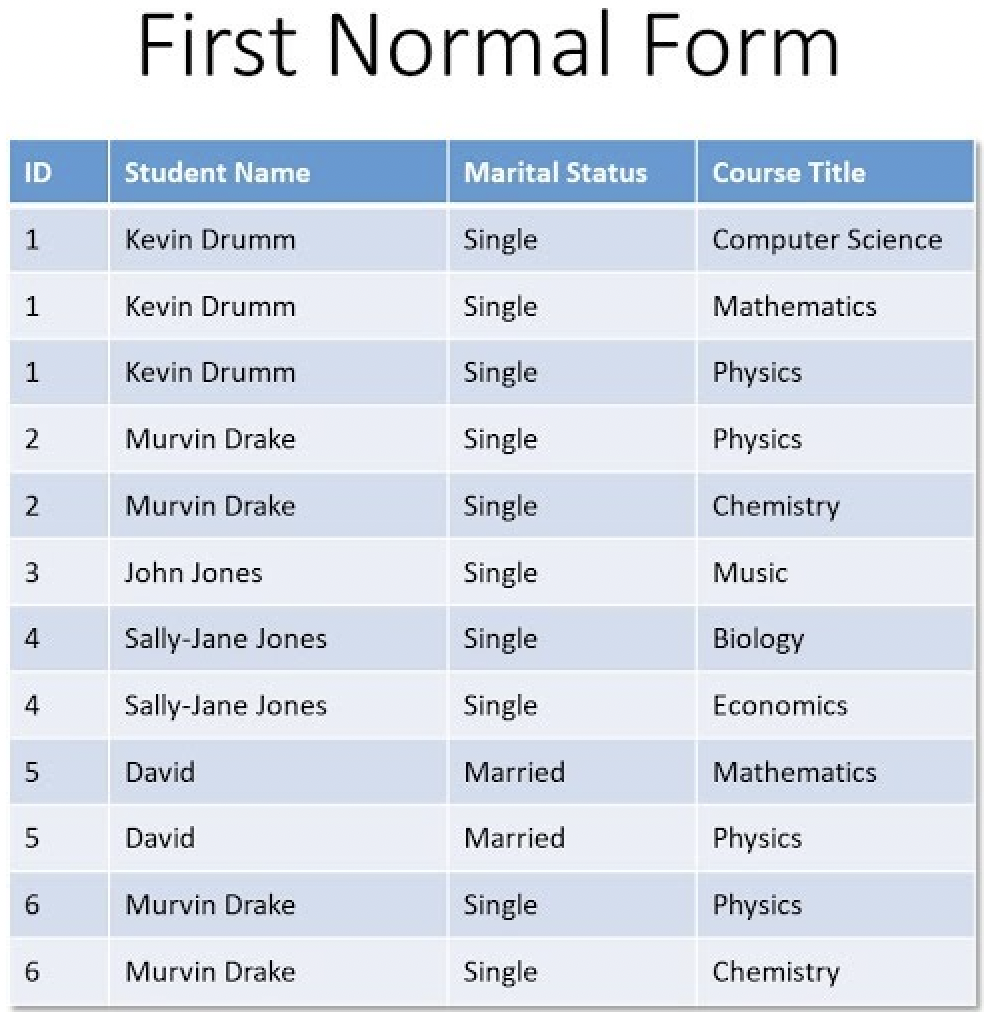 First Normal Form
ID Student Name Marital Status Course Title
1 Kevin Drumm Single Computer Science
1 Kevin Drumm Single Mathematics
1 Kevin Drumm Single Physics
2 Murvin Drake Single Physics
2 Murvin Drake Single Chemistry
3 John Jones Single Music
4 Sally-Jane Jones Single Biology
4 Sally-Jane Jones Single Economics
5 David Married Mathematics
5 David Married Physics
6 Murvin Drake Single Physics
6 Murvin Drake Single Chemistry